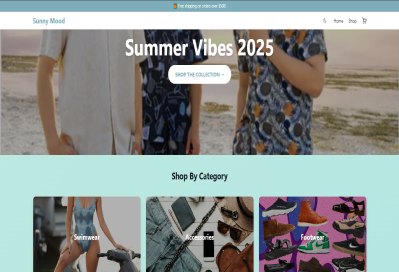 Free shipping on orders over $100!
Sunny Mood
Home Shop
Summer Vibes 2025
SHOP THE COLLECTION →
Shop By Category
Swimwear
Accessories
Footwear